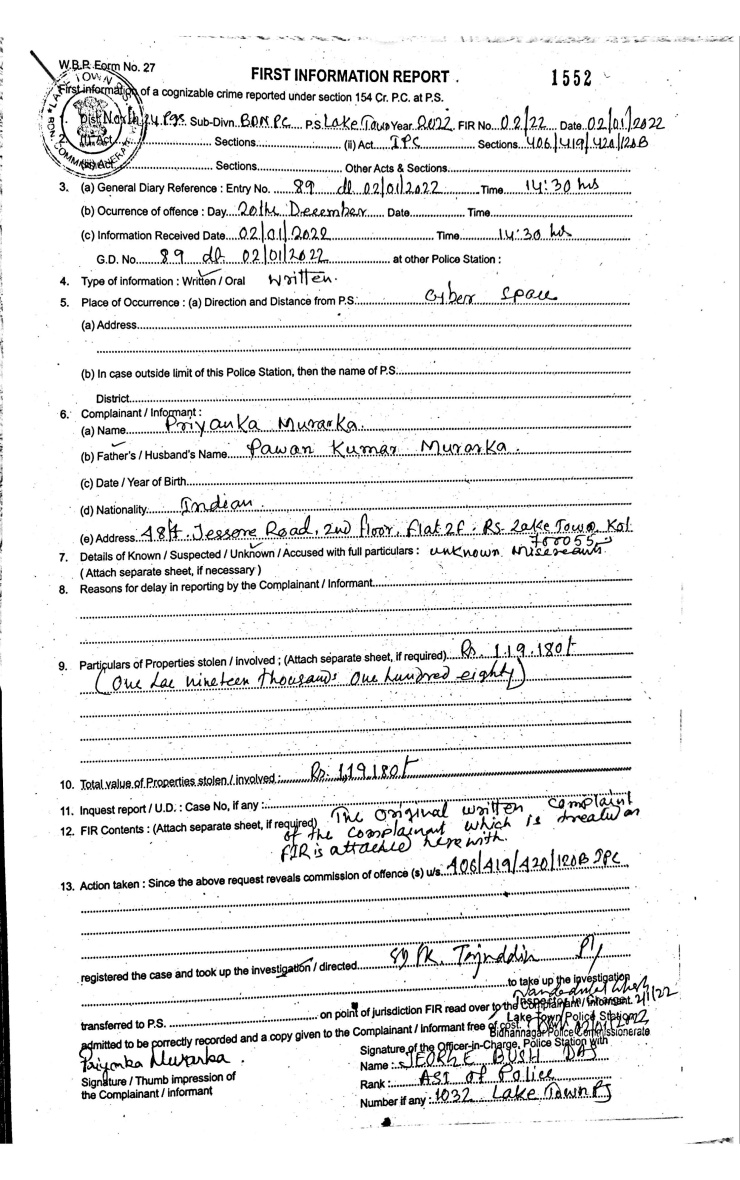 W.B.P. Form No. 27
FIRST INFORMATION REPORT .
1552
First information of a cognizable crime reported under section 154 Cr. P.C. at P.S.
1. Dist North 24 Pgs. Sub-Divn. BDNPC P.S. Lake Town Year 2022 FIR No. 02/22 Date 02/01/2022
Sections (ii) Act IPC Sections 406/419/420/120B
Sections Other Acts & Sections
3. (a) General Diary Reference : Entry No. 89 dt 02/01/2022 Time 14:30 hrs
(b) Ocurrence of offence : Day 20th December Date Time
(c) Information Received Date 02/01/2022 Time 14:30 hrs
G.D. No. 89 dt 02/01/2022 at other Police Station :
4. Type of information : Written / Oral Written.
5. Place of Occurrence : (a) Direction and Distance from P.S. Cyber Space
(a) Address
(b) In case outside limit of this Police Station, then the name of P.S.
District
6. Complainant / Informant :
(a) Name Priyanka Murarka.
(b) Father's / Husband's Name Pawan Kumar Murarka.
(c) Date / Year of Birth
(d) Nationality Indian.
(e) Address 48/4. Jessore Road, 2nd floor, Flat 2F. PS. Lake Town, Kol
700055
7. Details of Known / Suspected / Unknown / Accused with full particulars : unknown Miscreants
( Attach separate sheet, if necessary )
8. Reasons for delay in reporting by the Complainant / Informant
9. Particulars of Properties stolen / involved ; (Attach separate sheet, if required) Rs. 1.19.180/-
(One Lac nineteen thousands One hundred eighty)
10. Total value of Properties stolen / involved : Rs. 1,19,180/-
11. Inquest report / U.D. : Case No, if any :
12. FIR Contents : (Attach separate sheet, if required) The original written complaint
of the complainant which is treated as
FIR is attached here with.
13. Action taken : Since the above request reveals commission of offence (s) u/s. 406/419/420/120B IPC
registered the case and took up the investigation / directed SI Pk. Tajuddin
to take up the investigation
transferred to P.S. on point of jurisdiction FIR read over to the Complainant / Informant. 2/1/22
Lake Town Police Station
admitted to be correctly recorded and a copy given to the Complainant / Informant free of cost. 02/01/2022
Bidhannagar Police Commissionerate
Signature of the Officer-in-Charge, Police Station with
Priyanka Murarka.
Name : JEORGE BUSH DAS
Signature / Thumb impression of
Rank : ASI of Police
the Complainant / informant
Number if any : 1032 Lake Town PS